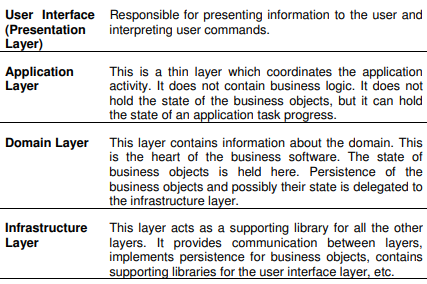 User Interface (Presentation Layer)
Responsible for presenting information to the user and
interpreting user commands.
Application Layer
This is a thin layer which coordinates the application
activity. It does not contain business logic. It does not
hold the state of the business objects, but it can hold
the state of an application task progress.
Domain Layer
This layer contains information about the domain. This
is the heart of the business software. The state of
business objects is held here. Persistence of the
business objects and possibly their state is delegated to
the infrastructure layer.
Infrastructure Layer
This layer acts as a supporting library for all the other
layers. It provides communication between layers,
implements persistence for business objects, contains
supporting libraries for the user interface layer, etc.